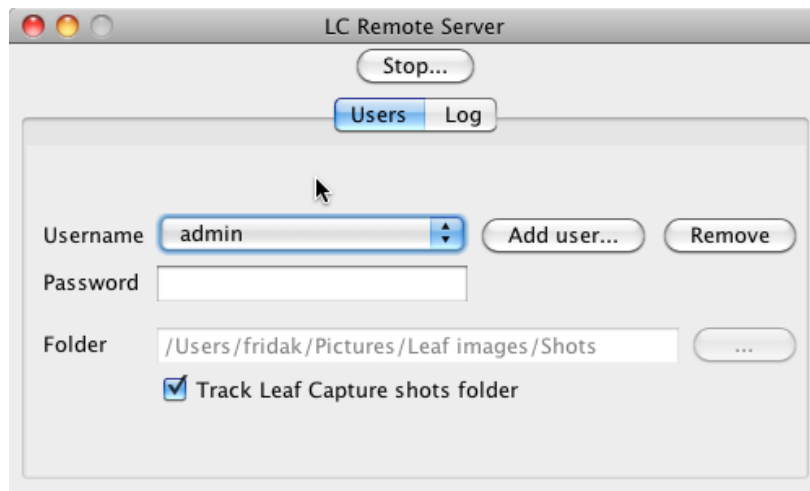 LC Remote Server
Stop...
Users Log
Username admin Add user... Remove
Password
Folder /Users/fridak/Pictures/Leaf images/Shots ...
Track Leaf Capture shots folder